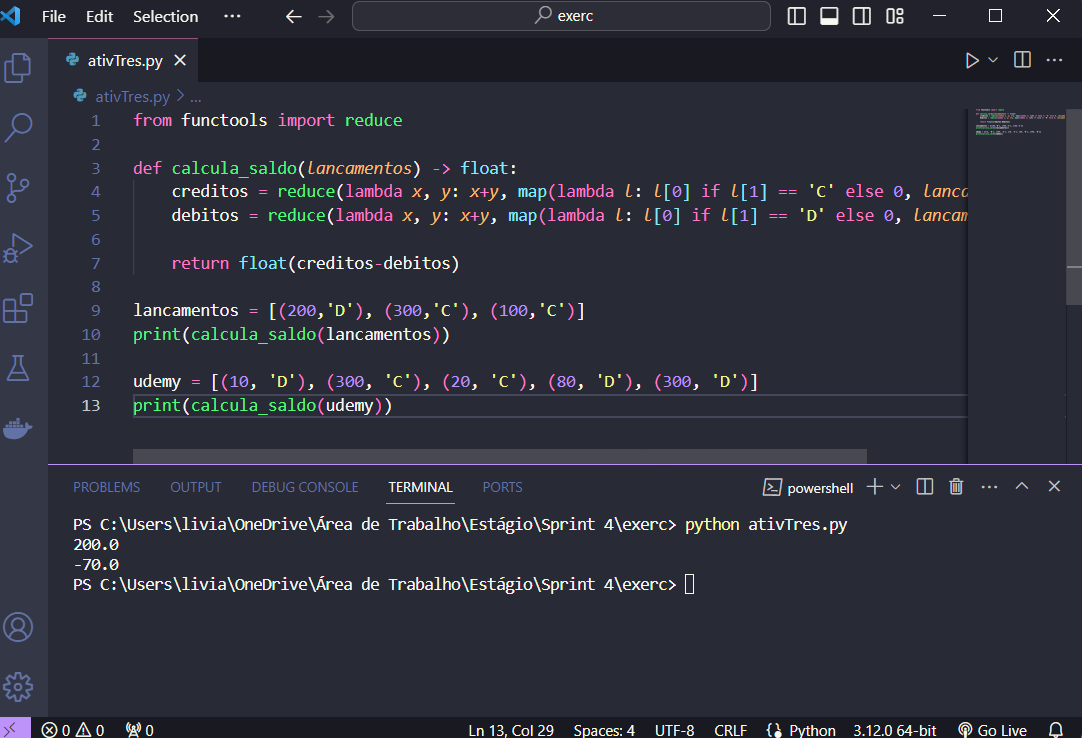 File Edit Selection ··· exerc
ativTres.py
ativTres.py > ...
1 from functools import reduce
2
3 def calcula_saldo(lancamentos) -> float:
4 creditos = reduce(lambda x, y: x+y, map(lambda l: l[0] if l[1] == 'C' else 0, lanca
5 debitos = reduce(lambda x, y: x+y, map(lambda l: l[0] if l[1] == 'D' else 0, lancam
6
7 return float(creditos-debitos)
8
9 lancamentos = [(200,'D'), (300,'C'), (100,'C')]
10 print(calcula_saldo(lancamentos))
11
12 udemy = [(10, 'D'), (300, 'C'), (20, 'C'), (80, 'D'), (300, 'D')]
13 print(calcula_saldo(udemy))
PROBLEMS OUTPUT DEBUG CONSOLE TERMINAL PORTS powershell
PS C:\Users\livia\OneDrive\Área de Trabalho\Estágio\Sprint 4\exerc> python ativTres.py
200.0
-70.0
PS C:\Users\livia\OneDrive\Área de Trabalho\Estágio\Sprint 4\exerc>
0 0 0 Ln 13, Col 29 Spaces: 4 UTF-8 CRLF Python 3.12.0 64-bit Go Live